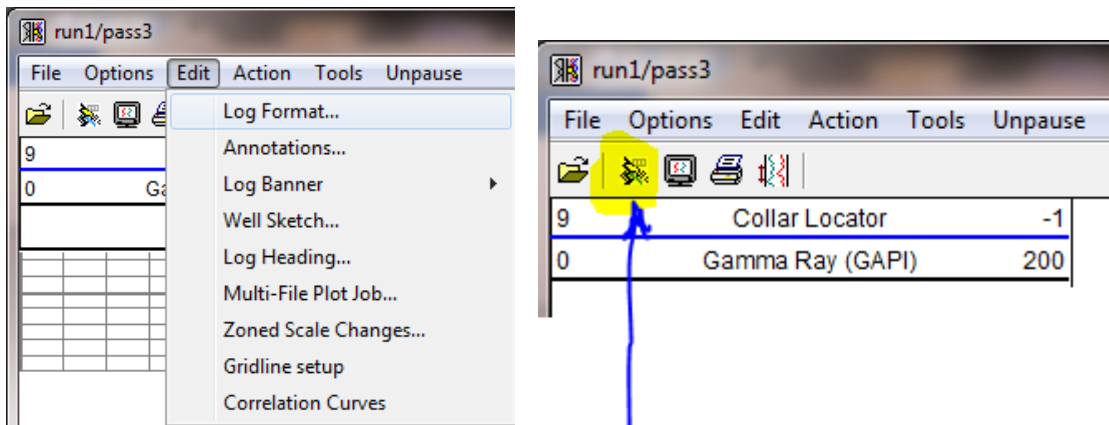 run1/pass3
File Options Edit Action Tools Unpause
9
0 Ga
Log Format...
Annotations...
Log Banner
Well Sketch...
Log Heading...
Multi-File Plot Job...
Zoned Scale Changes...
Gridline setup
Correlation Curves
run1/pass3
File Options Edit Action Tools Unpause
9 Collar Locator -1
0 Gamma Ray (GAPI) 200